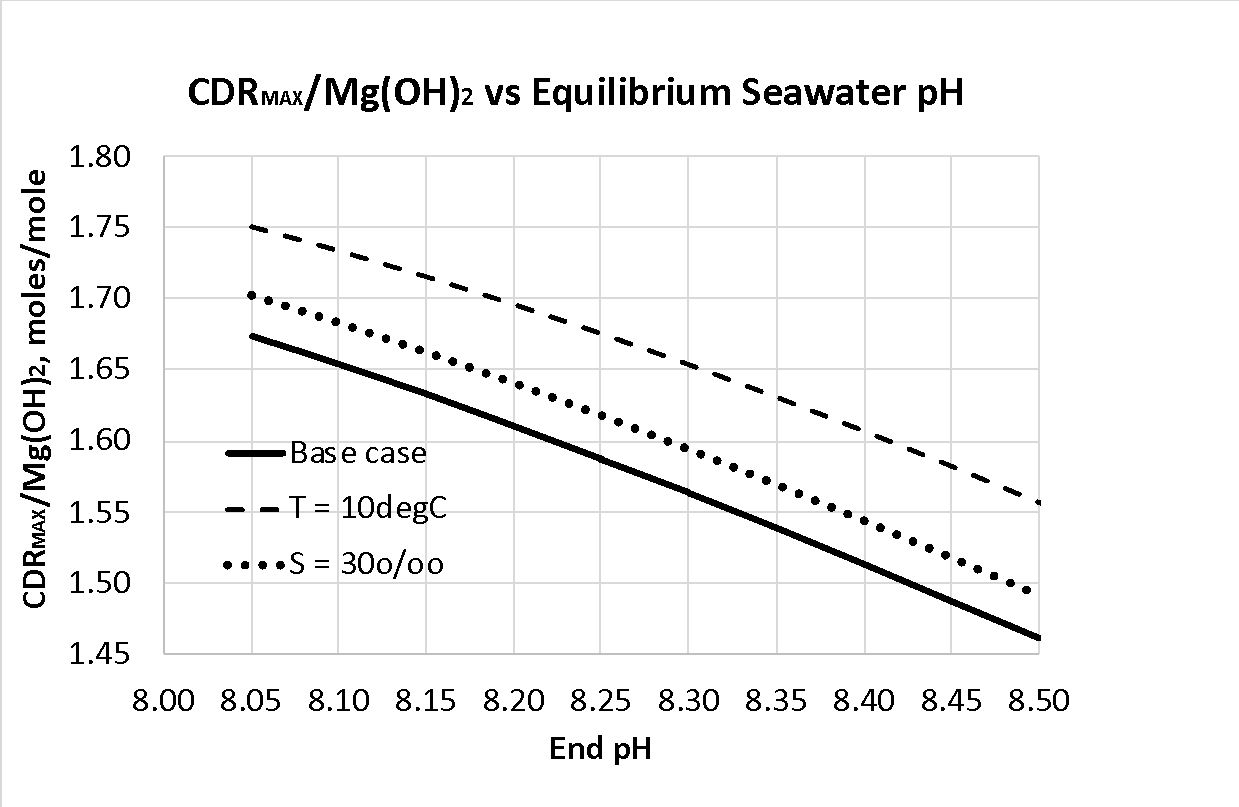 CDRMAX/Mg(OH)2 vs Equilibrium Seawater pH
CDRMAX/Mg(OH)2, moles/mole
1.80
1.75
1.70
1.65
1.60
1.55
1.50
1.45
Base case
T = 10degC
S = 30o/oo
8.00 8.05 8.10 8.15 8.20 8.25 8.30 8.35 8.40 8.45 8.50
End pH